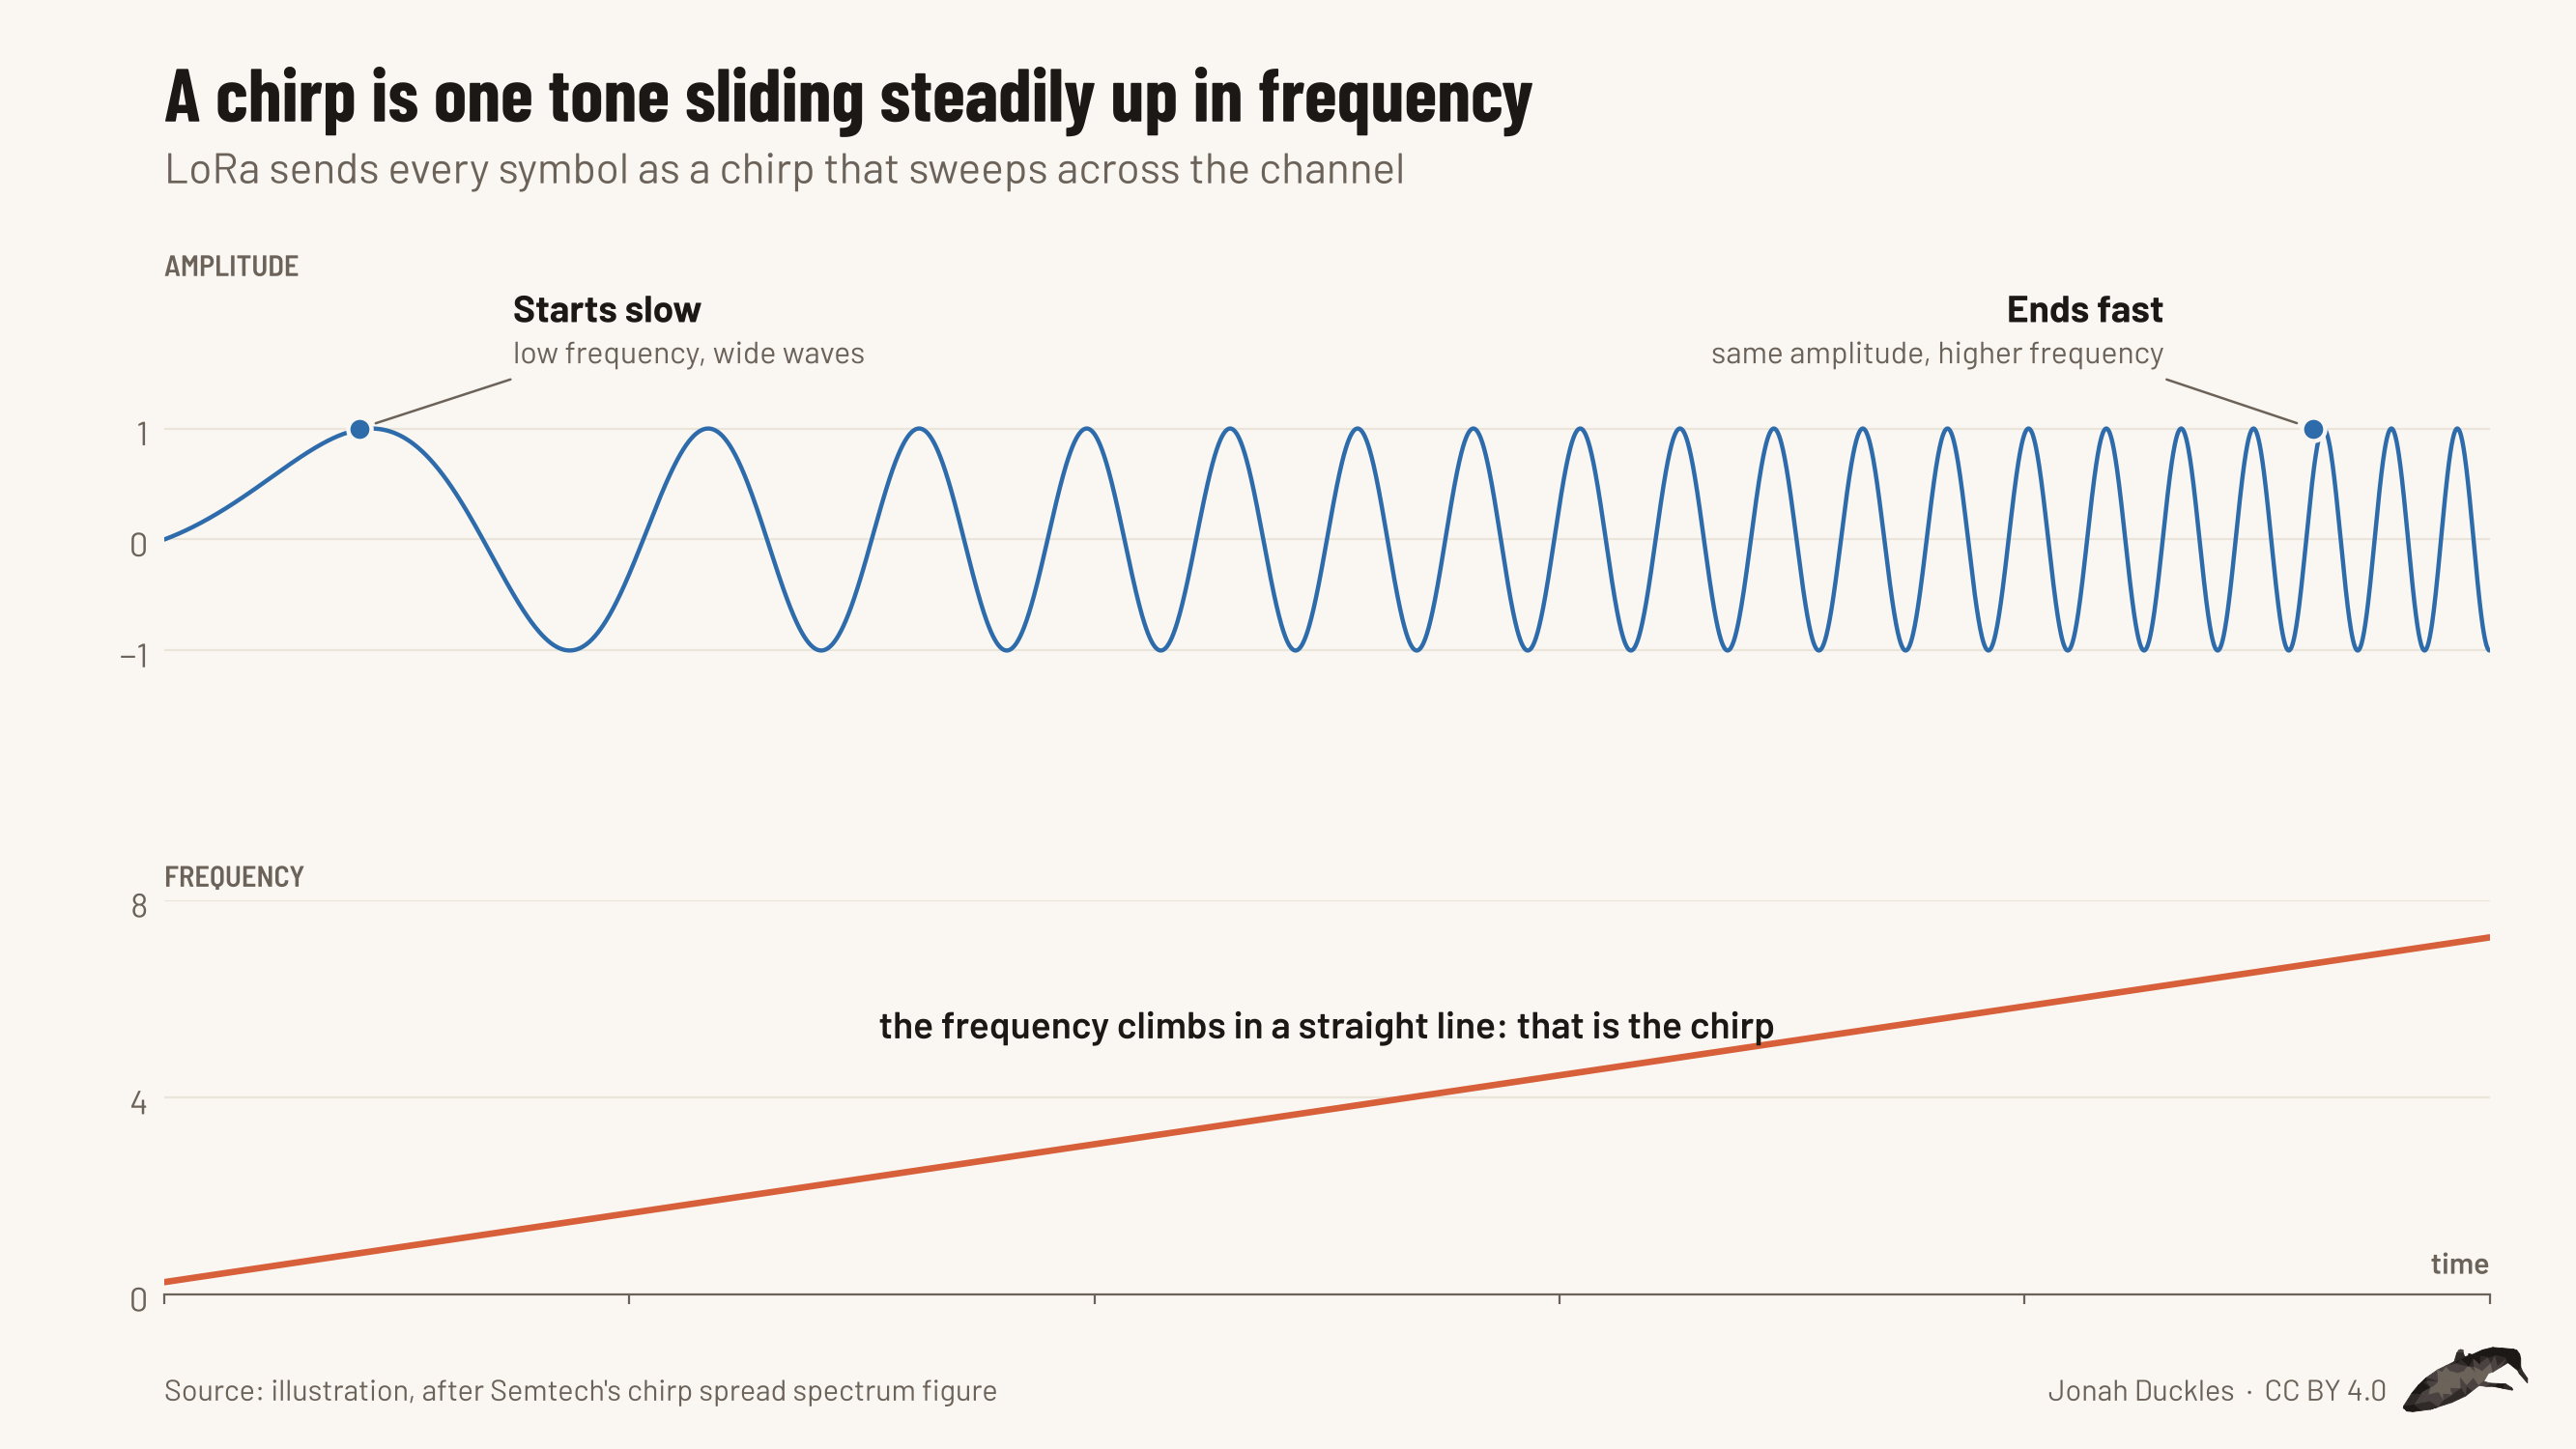 A chirp is one tone sliding steadily up in frequency
LoRa sends every symbol as a chirp that sweeps across the channel
AMPLITUDE
Starts slow
low frequency, wide waves
Ends fast
same amplitude, higher frequency
1
0
−1
FREQUENCY
8
the frequency climbs in a straight line: that is the chirp
4
time
0
Source: illustration, after Semtech's chirp spread spectrum figure
Jonah Duckles · CC BY 4.0